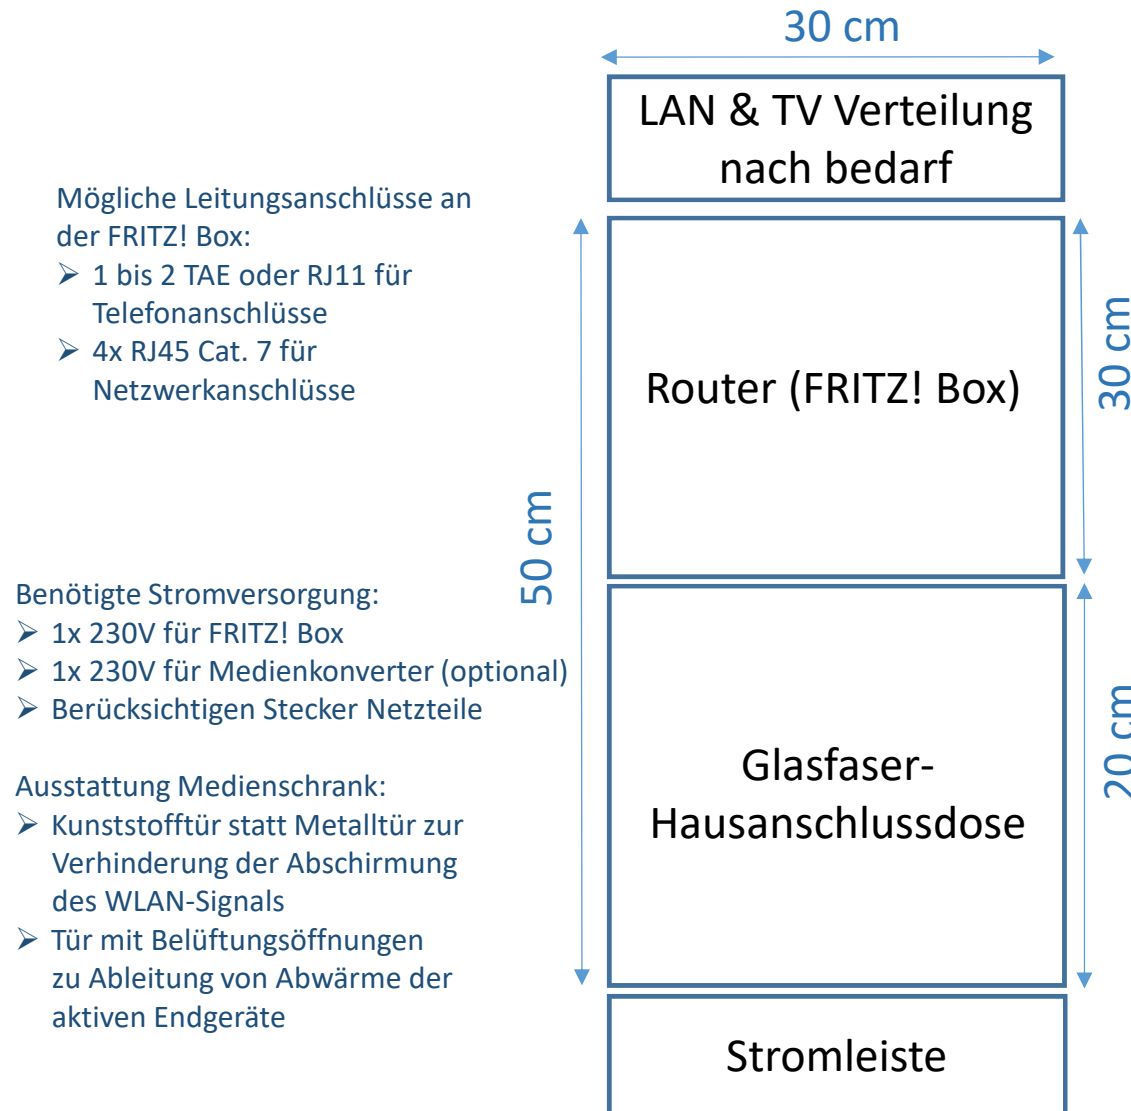 30 cm
LAN & TV Verteilung
nach bedarf
Mögliche Leitungsanschlüsse an
der FRITZ! Box:
➢ 1 bis 2 TAE oder RJ11 für
Telefonanschlüsse
➢ 4x RJ45 Cat. 7 für
Netzwerkanschlüsse
Router (FRITZ! Box)
30 cm
50 cm
Benötigte Stromversorgung:
➢ 1x 230V für FRITZ! Box
➢ 1x 230V für Medienkonverter (optional)
➢ Berücksichtigen Stecker Netzteile
Glasfaser-
Hausanschlussdose
20 cm
Ausstattung Medienschrank:
➢ Kunststofftür statt Metalltür zur
Verhinderung der Abschirmung
des WLAN-Signals
➢ Tür mit Belüftungsöffnungen
zu Ableitung von Abwärme der
aktiven Endgeräte
Stromleiste